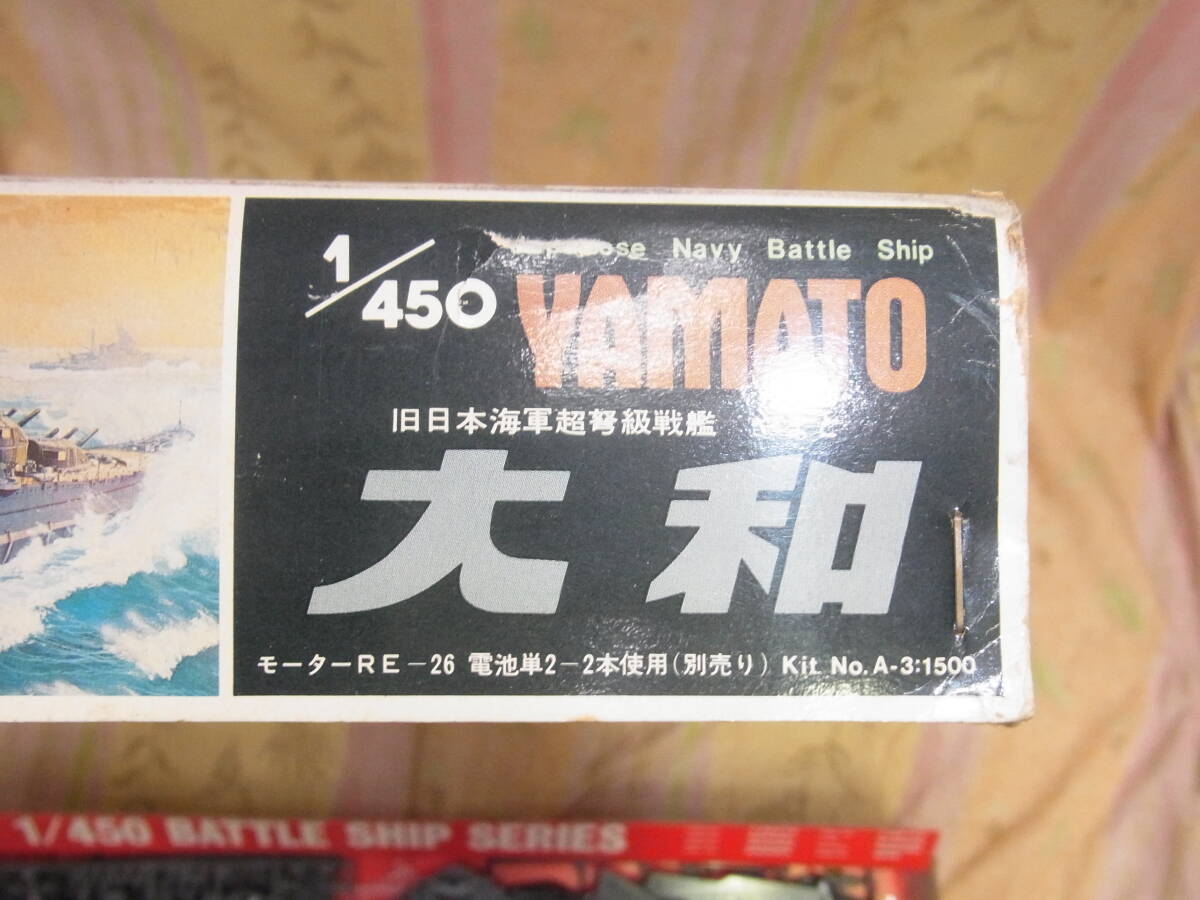 1/450
Navy Battle Ship
YAMATO
旧日本海軍超弩級戦艦
大和
モーターRE-26 電池単2-2本使用(別売り) Kit No. A-3:1500
1/450 BATTLE SHIP SERIES